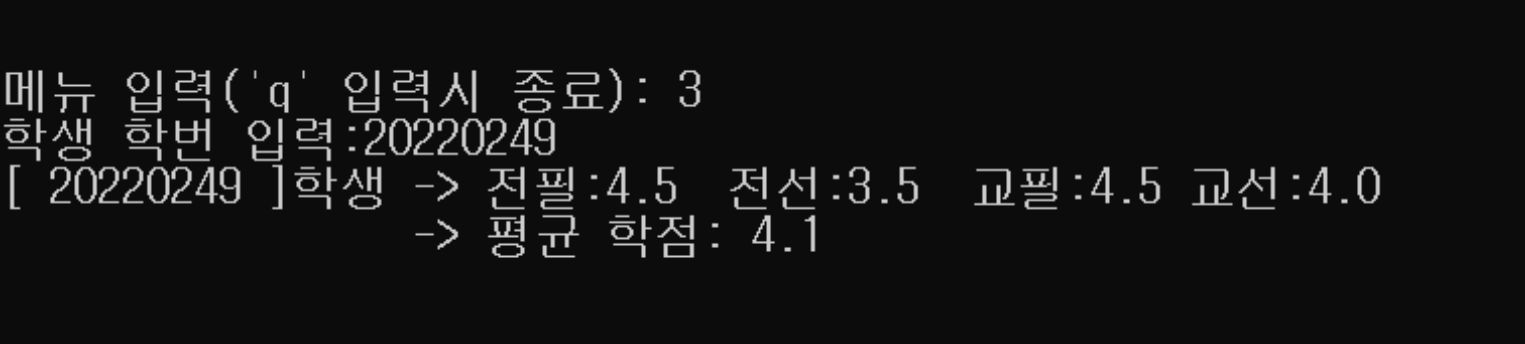 메뉴 입력('q' 입력시 종료): 3
학생 학번 입력:20220249
[ 20220249 ]학생 -> 전필:4.5  전선:3.5  교필:4.5 교선:4.0
-> 평균 학점: 4.1